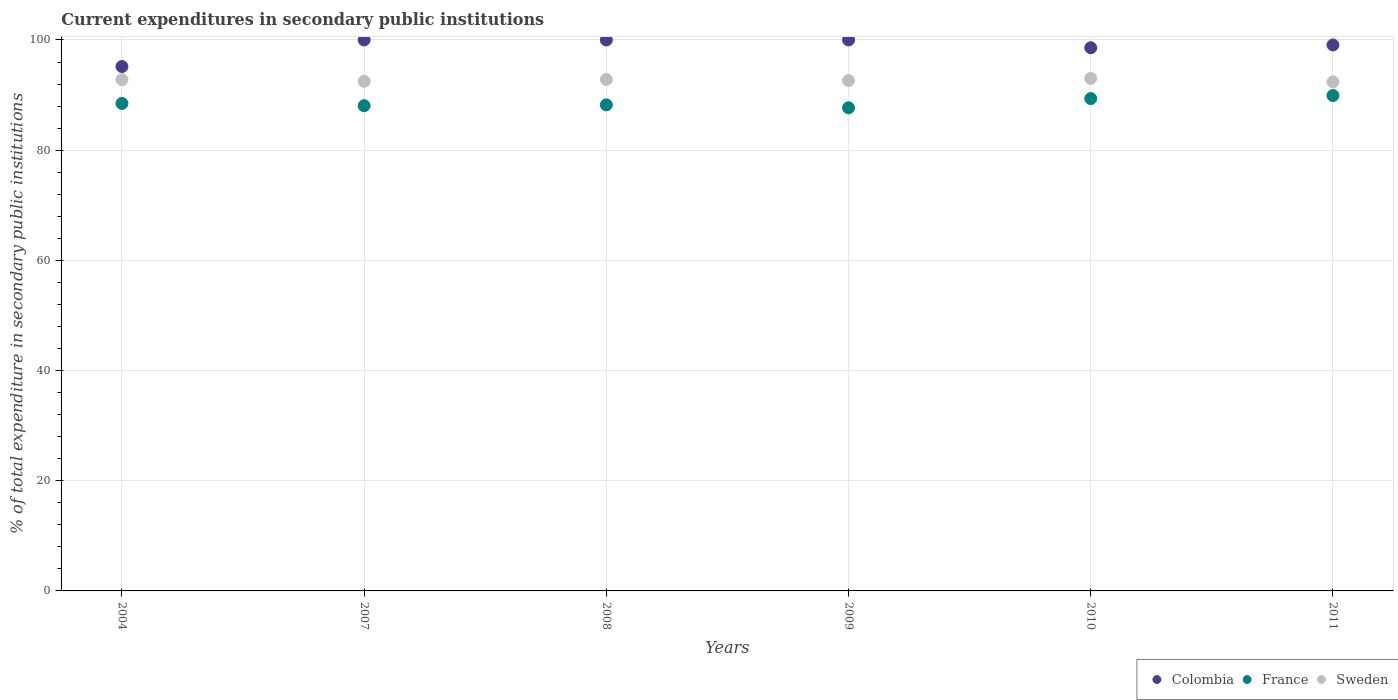 Current expenditures in secondary public institutions
% of total expenditure in secondary public institutions
100
80
60
40
20
0
2004
2007
2008
2009
2010
2011
Years
Colombia
France
Sweden